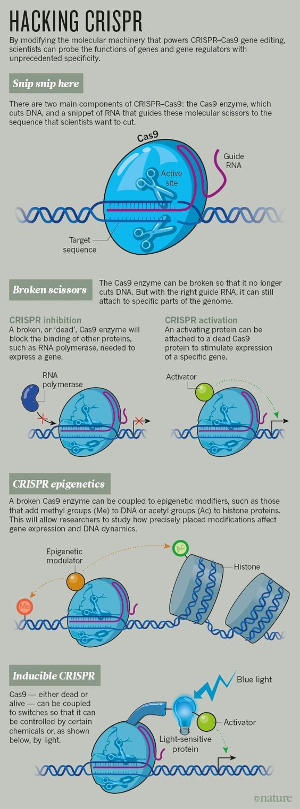 HACKING CRISPR
By modifying the molecular machinery that powers CRISPR–Cas9 gene editing,
scientists can probe the functions of genes and gene regulators with
unprecedented specificity.
Snip snip here
There are two main components of CRISPR–Cas9: the Cas9 enzyme, which
cuts DNA, and a snippet of RNA that guides these molecular scissors to the
sequence that scientists want to cut.
Cas9
Guide
RNA
Active
site
Target
sequence
Broken scissors
The Cas9 enzyme can be broken so that it no longer
cuts DNA. But with the right guide RNA, it can still
attach to specific parts of the genome.
CRISPR inhibition
A broken, or 'dead', Cas9 enzyme will
block the binding of other proteins,
such as RNA polymerase, needed to
express a gene.
CRISPR activation
An activating protein can be
attached to a dead Cas9
protein to stimulate expression
of a specific gene.
RNA
polymerase
Activator
CRISPR epigenetics
A broken Cas9 enzyme can be coupled to epigenetic modifiers, such as those
that add methyl groups (Me) to DNA or acetyl groups (Ac) to histone proteins.
This will allow researchers to study how precisely placed modifications affect
gene expression and DNA dynamics.
Epigenetic
modulator
Histone
Me
Inducible CRISPR
Cas9 — either dead or
alive — can be coupled
to switches so that it can
be controlled by certain
chemicals or, as shown
below, by light.
Blue light
Activator
Light-sensitive
protein
©nature